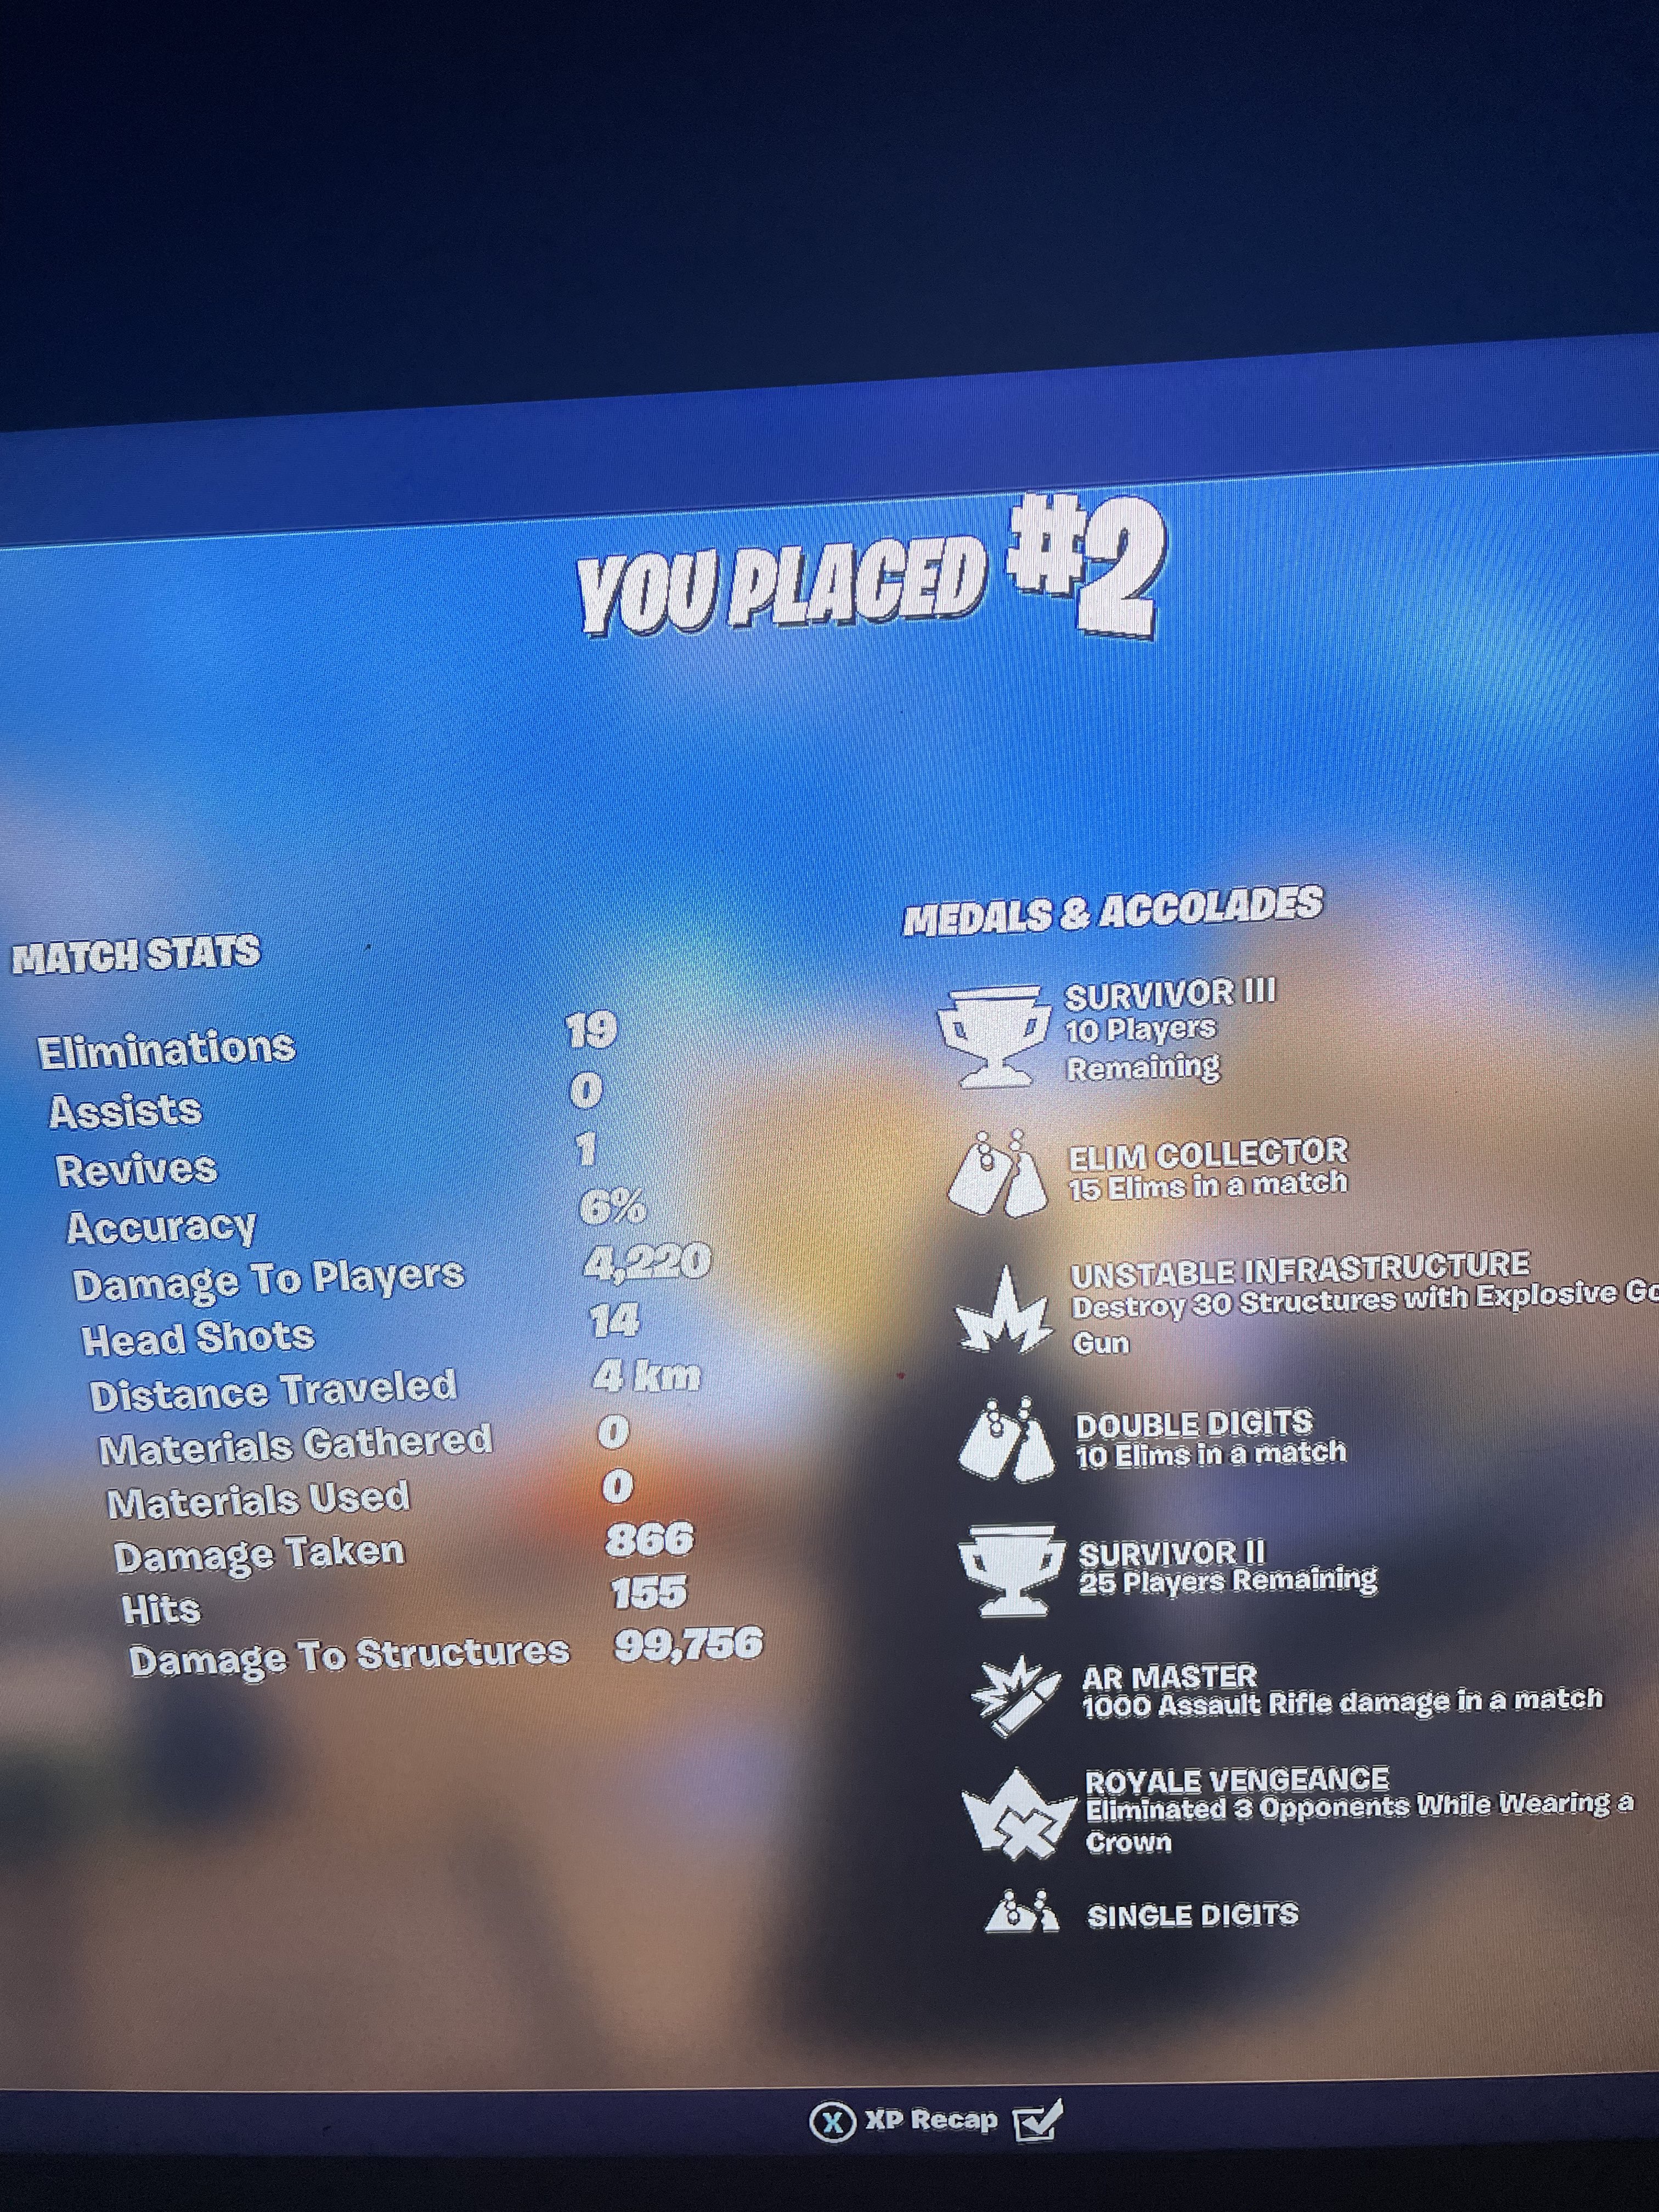 YOU PLACED #2
MATCH STATS
Eliminations 19
Assists 0
Revives 1
Accuracy 6%
Damage To Players 4,220
Head Shots 14
Distance Traveled 4 km
Materials Gathered 0
Materials Used 0
Damage Taken 866
Hits 155
Damage To Structures 99,756
MEDALS & ACCOLADES
SURVIVOR III
10 Players
Remaining
ELIM COLLECTOR
15 Elims in a match
UNSTABLE INFRASTRUCTURE
Destroy 30 Structures with Explosive
Gun
DOUBLE DIGITS
10 Elims in a match
SURVIVOR II
25 Players Remaining
AR MASTER
1000 Assault Rifle damage in a match
ROYALE VENGEANCE
Eliminated 3 Opponents While Wearing a
Crown
SINGLE DIGITS
X XP Recap